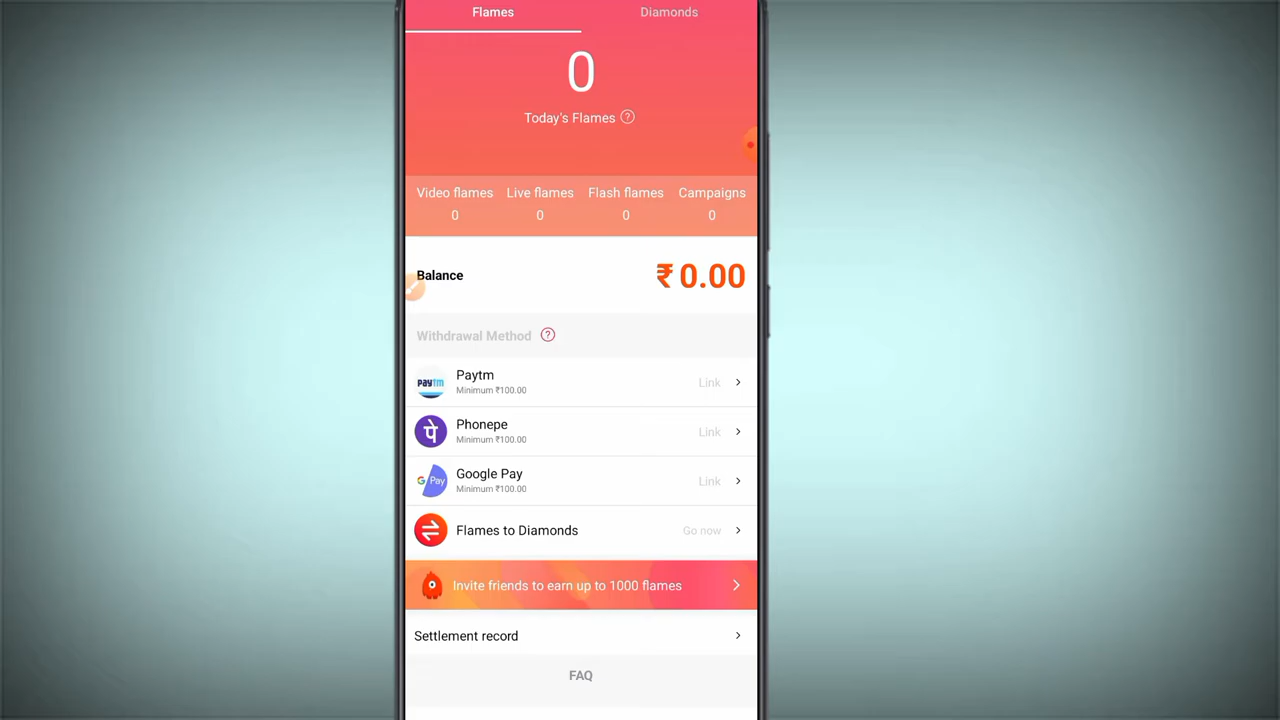 Flames Diamonds
0
Today's Flames ?
Video flames Live flames Flash flames Campaigns
0 0 0 0
Balance ₹ 0.00
Withdrawal Method ?
Paytm
Paytm Link
Minimum ₹100.00
पे
Phonepe Link
Minimum ₹100.00
G Pay
Google Pay Link
Minimum ₹100.00
Flames to Diamonds Go now
Invite friends to earn up to 1000 flames
Settlement record
FAQ